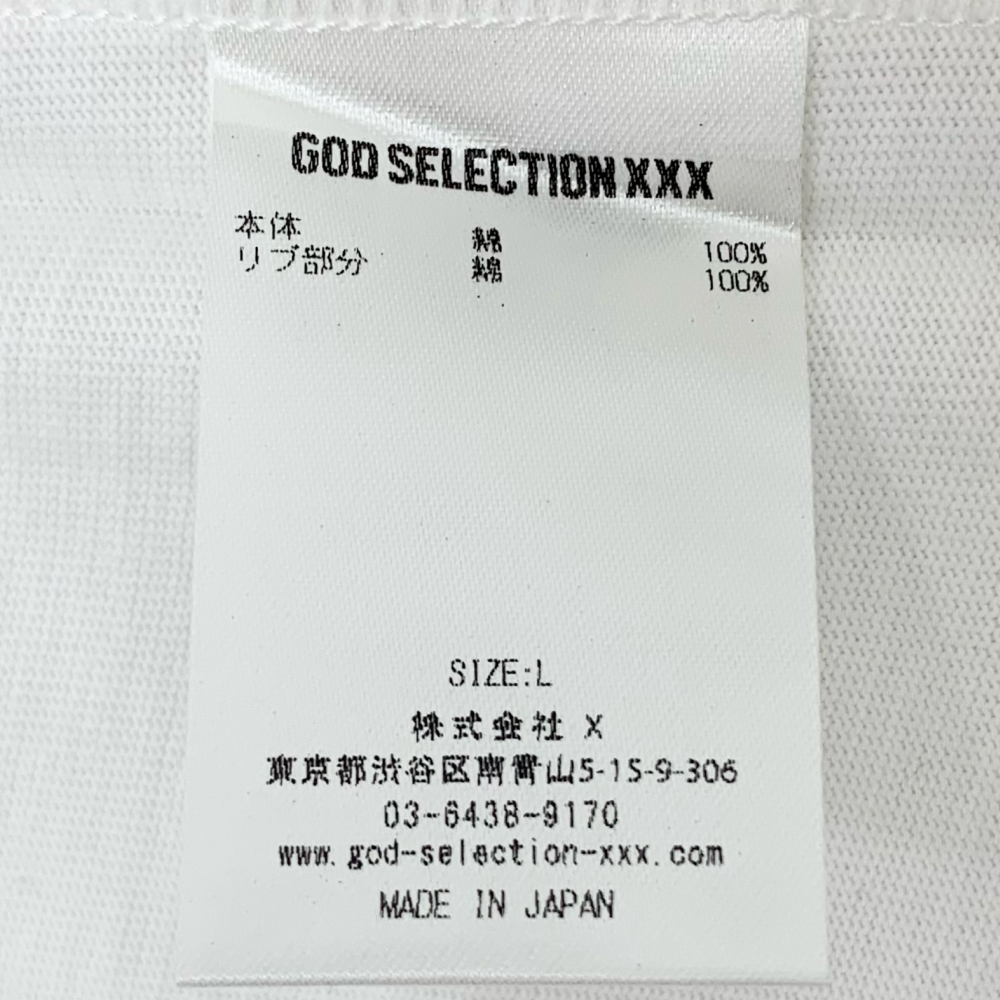 GOD SELECTION XXX
本体 綿 100%
リブ部分 綿 100%
SIZE:L
株式会社 X
東京都渋谷区南青山5-15-9-306
03-6438-9170
www.god-selection-xxx.com
MADE IN JAPAN